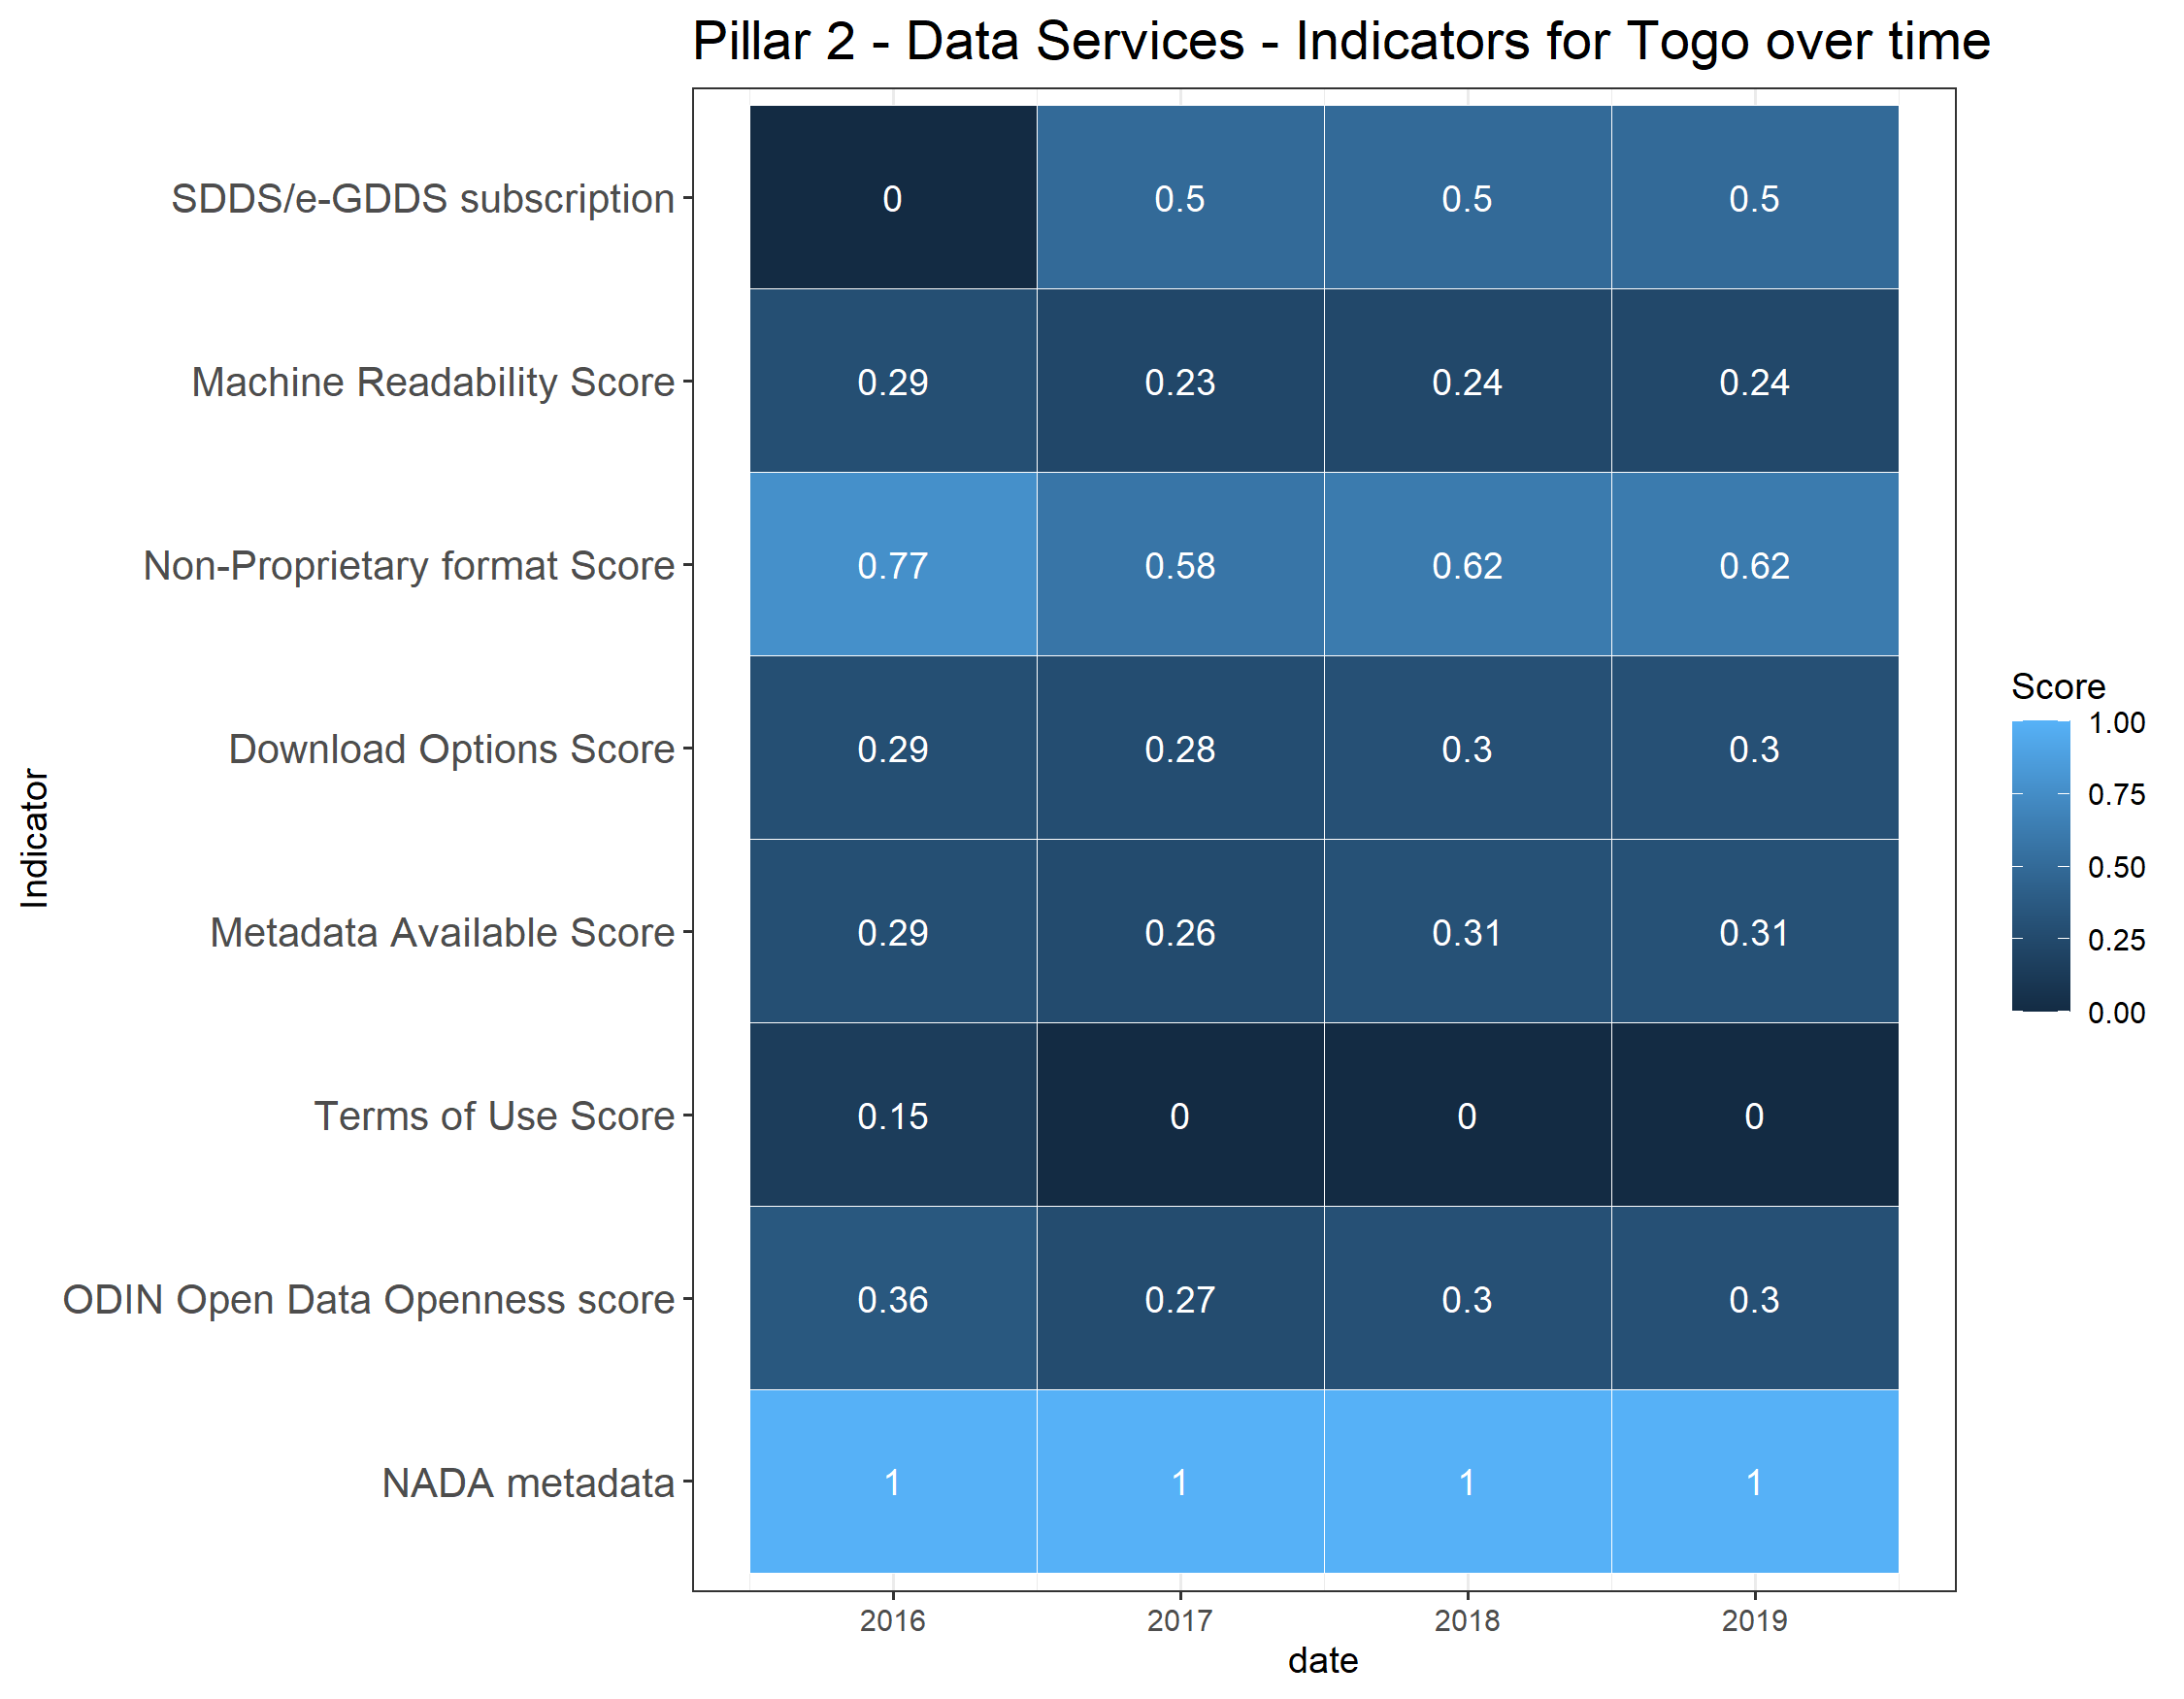 Pillar 2 - Data Services - Indicators for Togo over time
SDDS/e-GDDS subscription 0 0.5 0.5 0.5
Machine Readability Score 0.29 0.23 0.24 0.24
Non-Proprietary format Score 0.77 0.58 0.62 0.62
Download Options Score 0.29 0.28 0.3 0.3
Metadata Available Score 0.29 0.26 0.31 0.31
Terms of Use Score 0.15 0 0 0
ODIN Open Data Openness score 0.36 0.27 0.3 0.3
NADA metadata 1 1 1 1
2016 2017 2018 2019
date
Indicator
Score
1.00
0.75
0.50
0.25
0.00